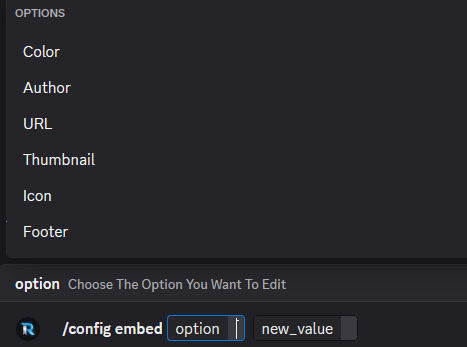 OPTIONS
Color
Author
URL
Thumbnail
Icon
Footer
option Choose The Option You Want To Edit
R /config embed option new_value